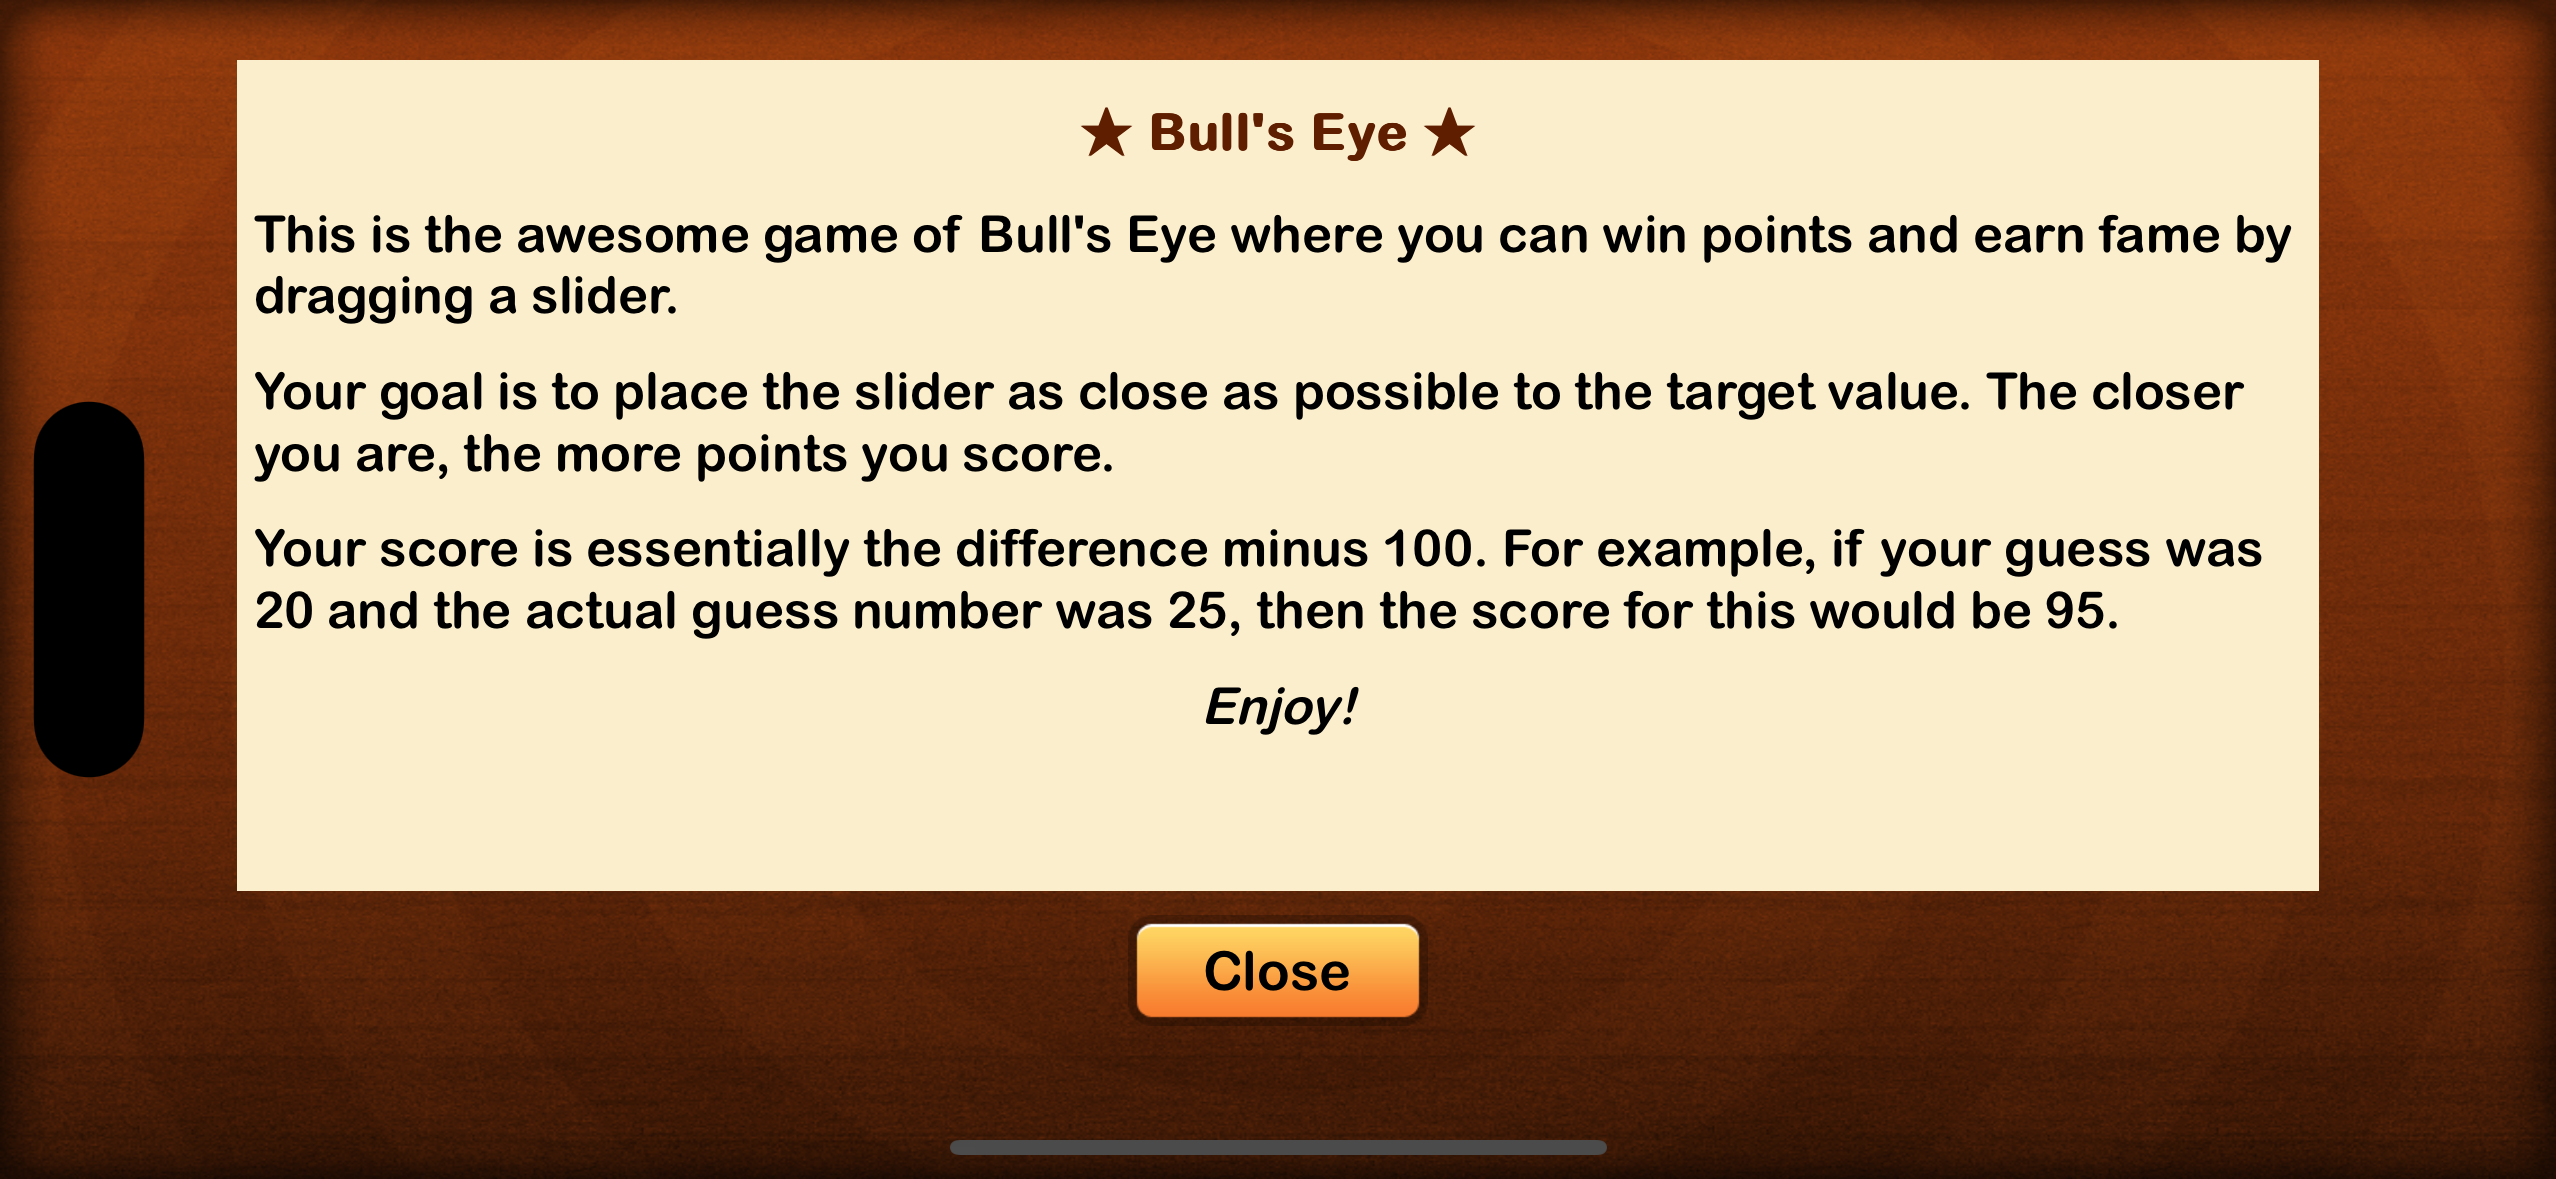 ★ Bull's Eye ★
This is the awesome game of Bull's Eye where you can win points and earn fame by
dragging a slider.
Your goal is to place the slider as close as possible to the target value. The closer
you are, the more points you score.
Your score is essentially the difference minus 100. For example, if your guess was
20 and the actual guess number was 25, then the score for this would be 95.
Enjoy!
Close